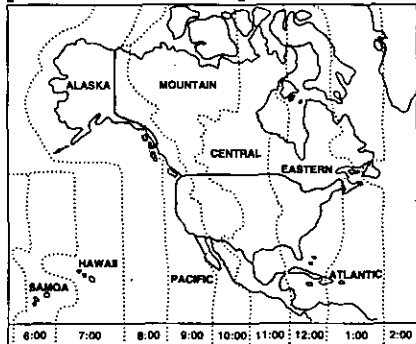 ALASKA MOUNTAIN
CENTRAL
EASTERN
HAWAII
SAMOA
PACIFIC ATLANTIC
6:00 7:00 8:00 9:00 10:00 11:00 12:00 1:00 2:00